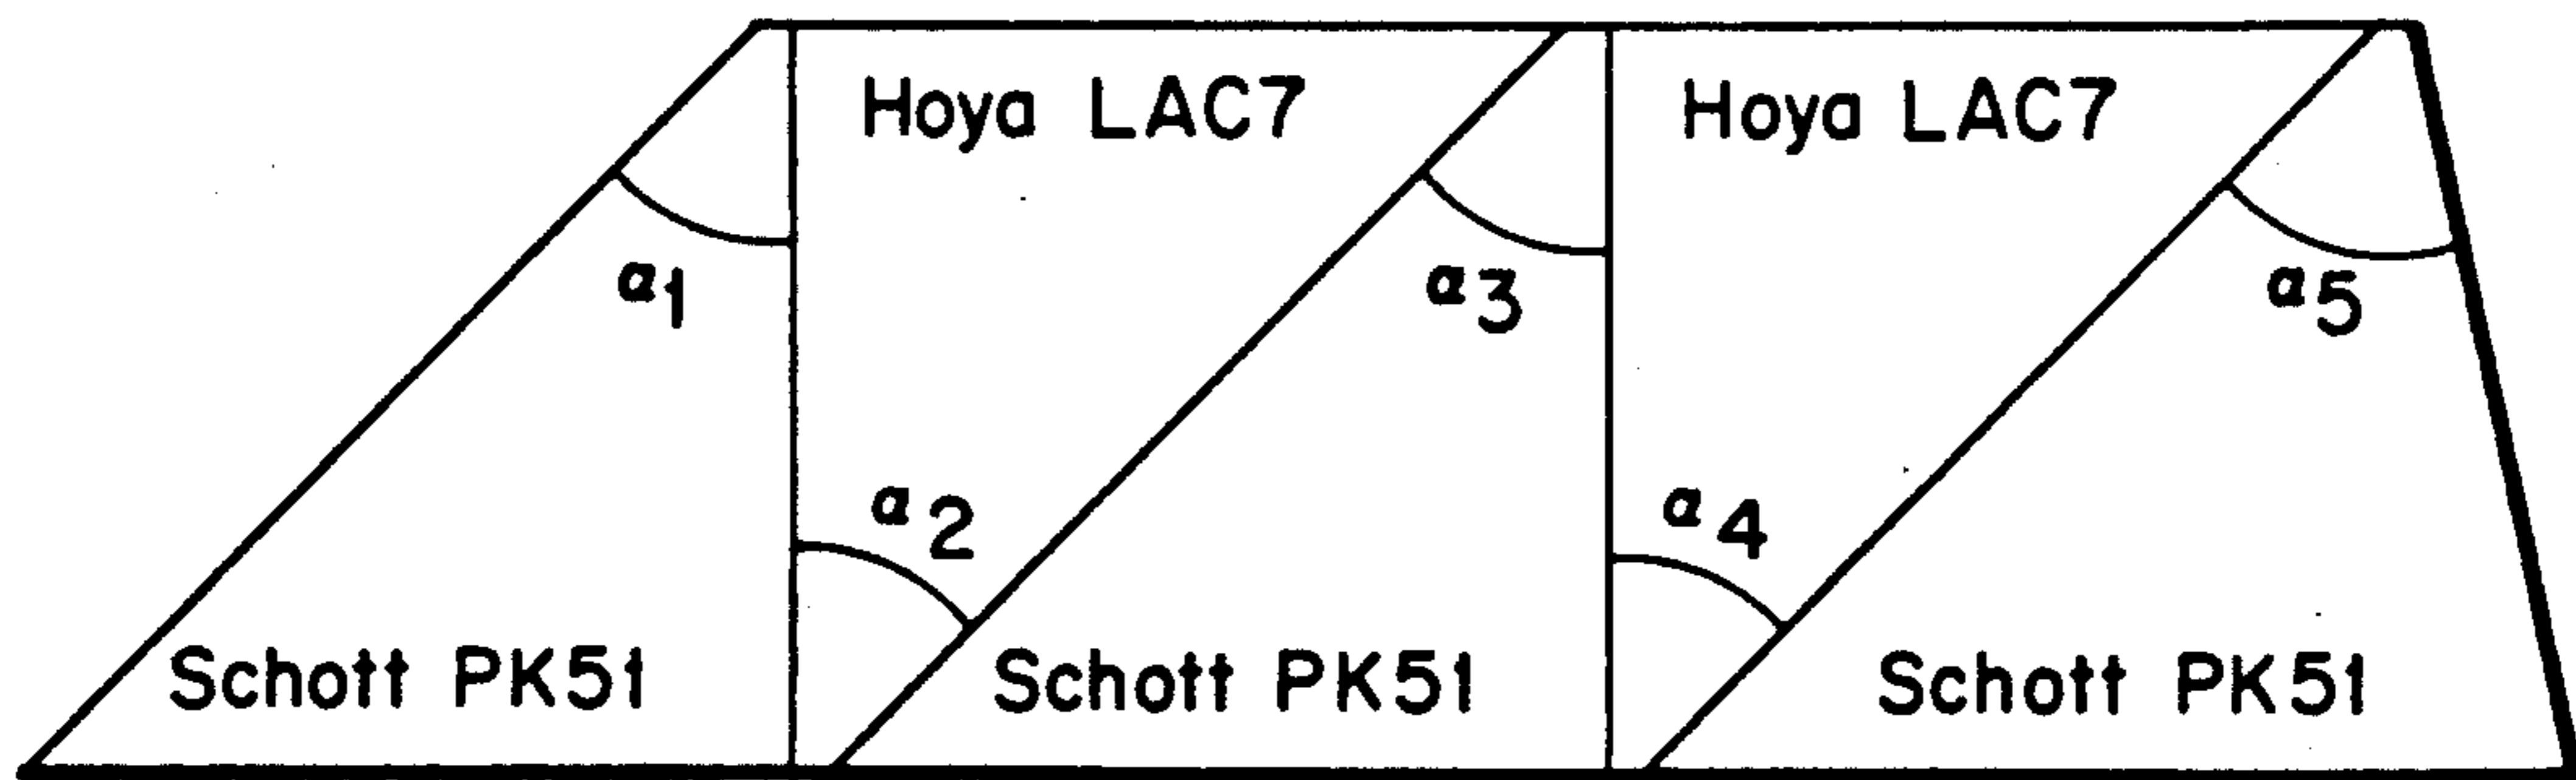 Hoya LAC7
Hoya LAC7
α1
α3
α5
α2
α4
Schott PK51
Schott PK51
Schott PK51